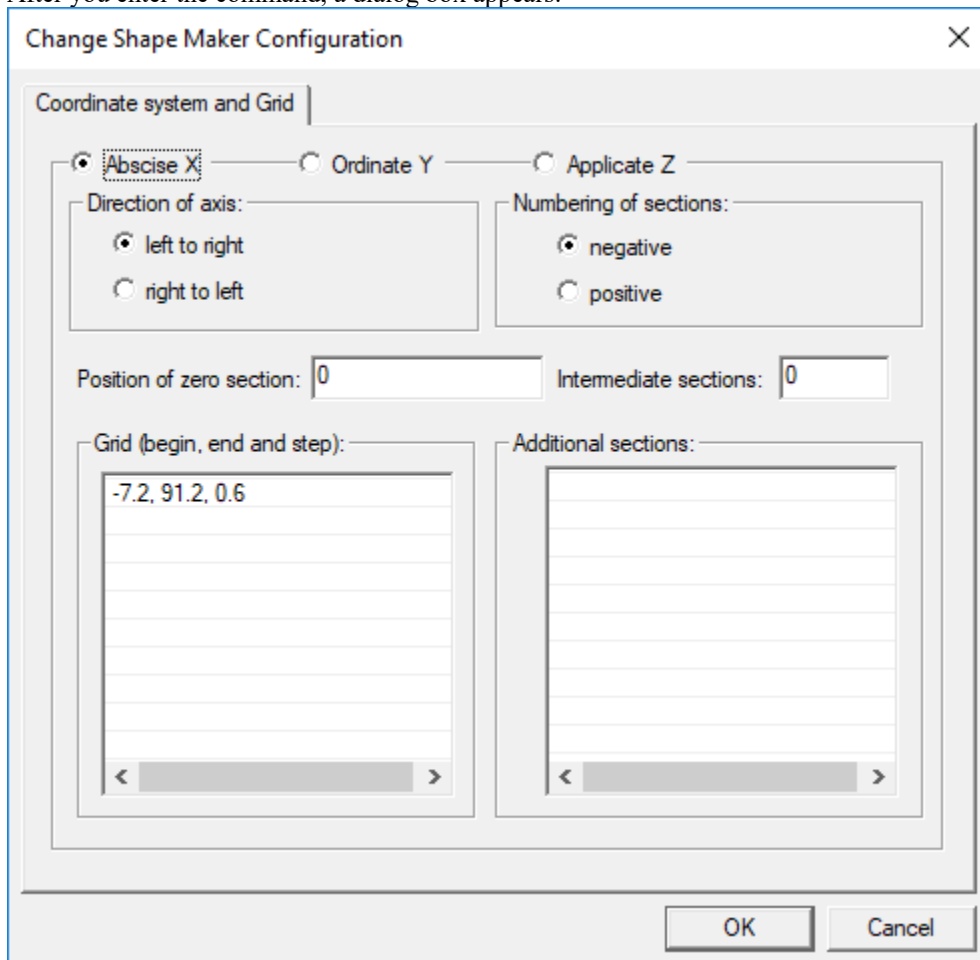 After you enter the command, a dialog box appears:
Change Shape Maker Configuration
Coordinate system and Grid
Abscise X Ordinate Y Applicate Z
Direction of axis: Numbering of sections:
left to right negative
right to left positive
Position of zero section: 0 Intermediate sections: 0
Grid (begin, end and step): Additional sections:
-7.2, 91.2, 0.6
OK Cancel